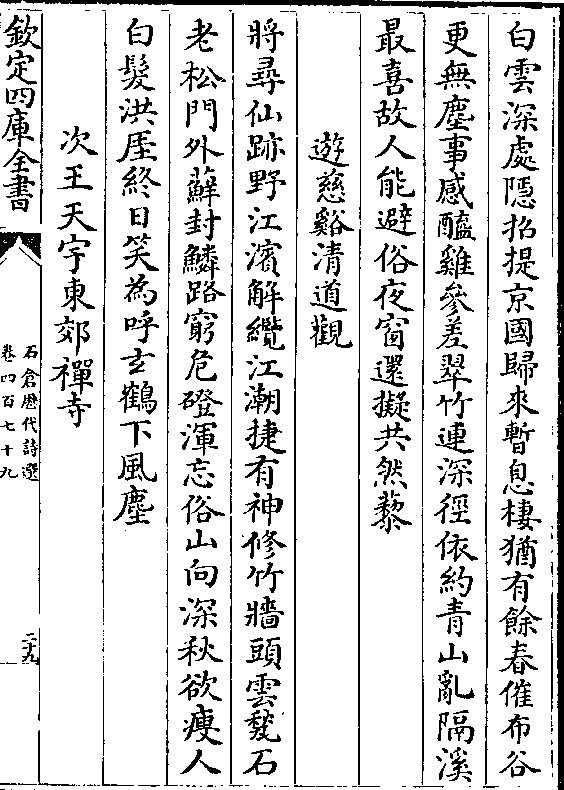 白雲深處隱招提京國歸來暫息棲猶有餘春催布谷
更無塵事感醯雞參差翠竹連深徑依約青山亂隔溪
最喜故人能避俗夜窗還擬共然藜
遊慈谿清道觀
將尋仙跡野江濱解纜江潮捷有神修竹牆頭雲甃石
老松門外蘚封鱗路窮危磴渾忘俗山向深秋欲瘦人
白髮洪厓終日笑為呼玄鶴下風塵
次王天宇東郊禪寺
欽定四庫全書
石倉歷代詩選
卷四百七十九
二十九